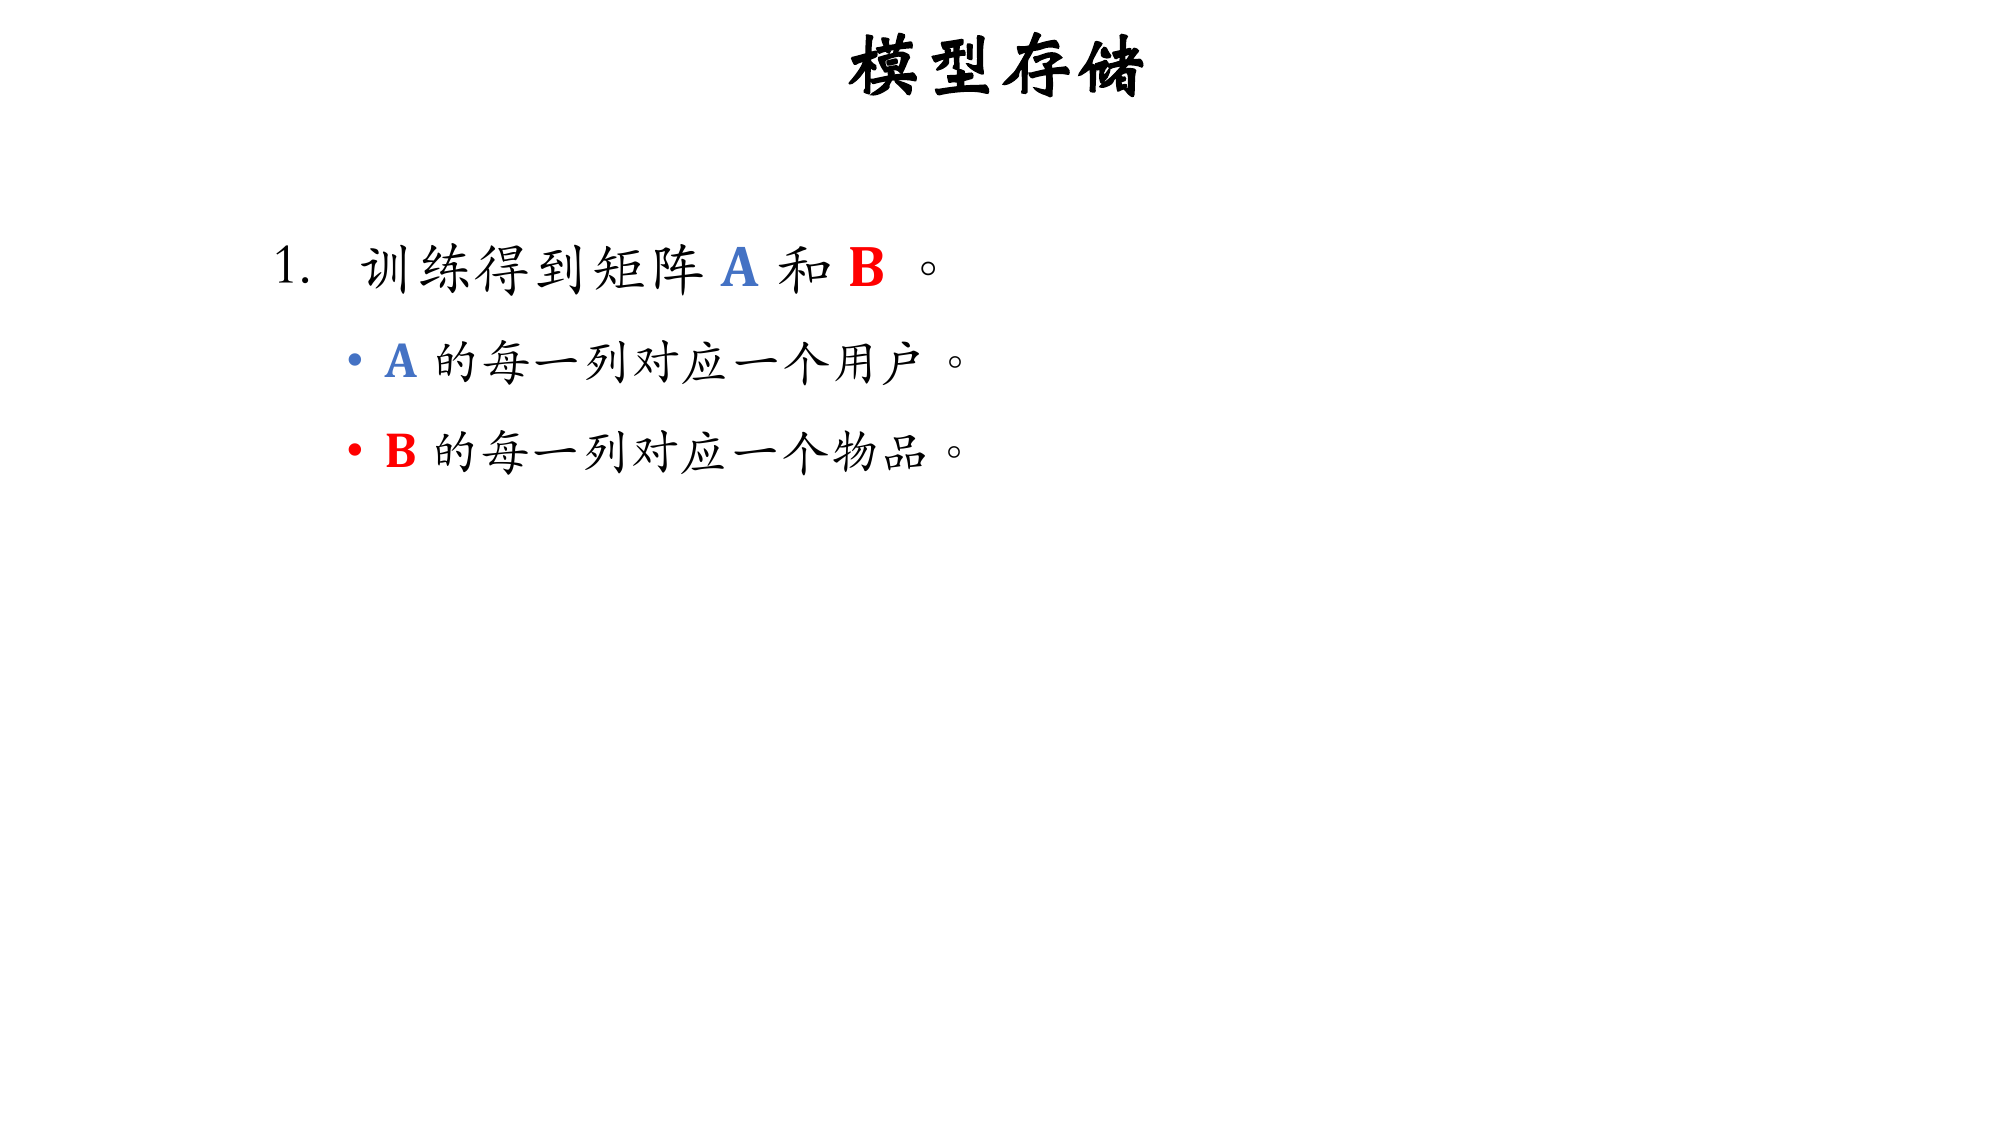 模型存储
1. 训练得到矩阵 A 和 B 。
• A 的每一列对应一个用户。
• B 的每一列对应一个物品。